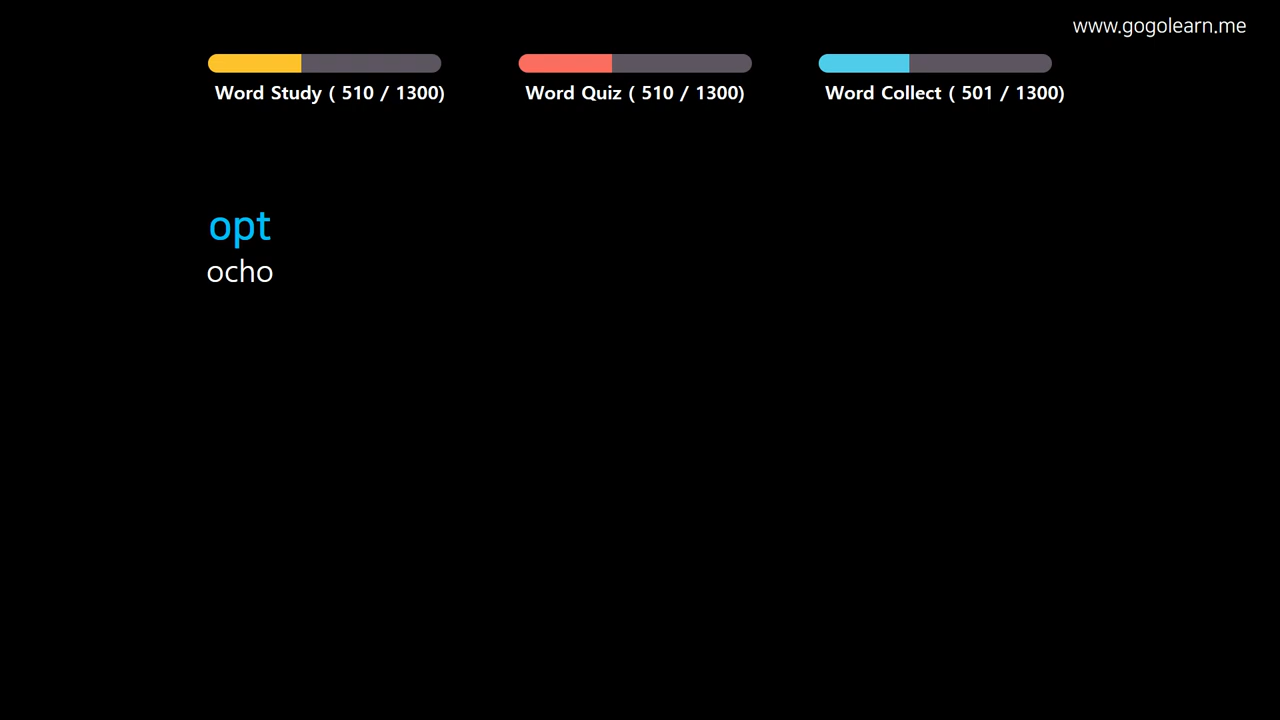 www.gogolearn.me
Word Study ( 510 / 1300)
Word Quiz ( 510 / 1300)
Word Collect ( 501 / 1300)
opt
ocho